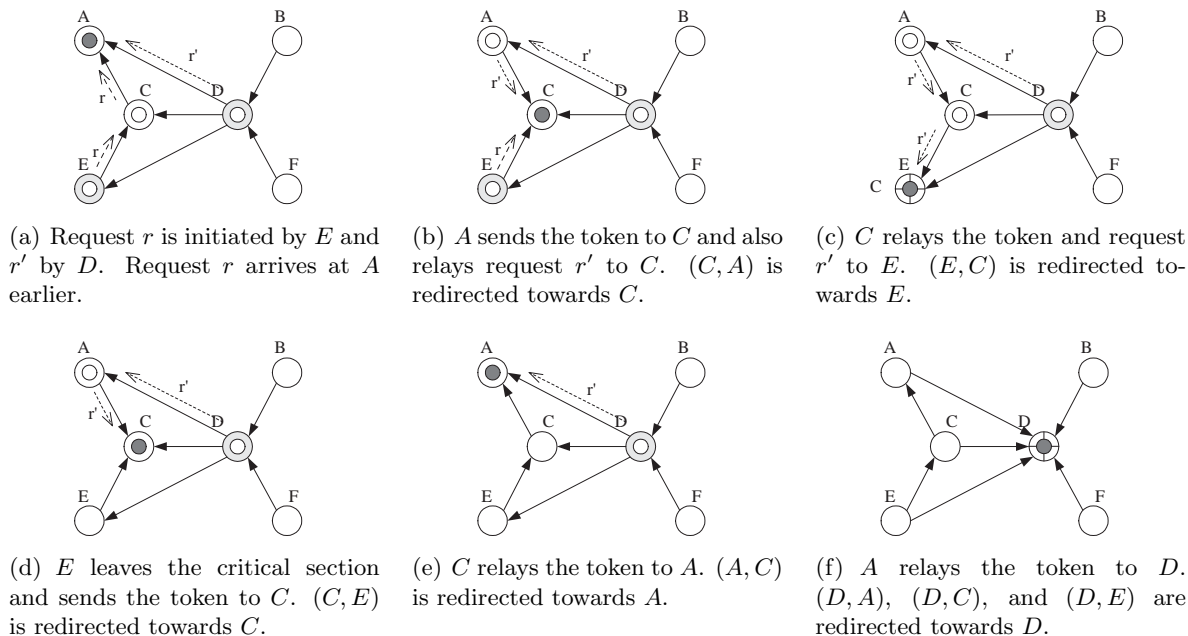 A
B
r'
C
D
r
E
r
F
(a) Request r is initiated by E and
r′ by D. Request r arrives at A
earlier.
A
B
r'
r'
C
D
E
r
F
(b) A sends the token to C and also
relays request r′ to C. (C, A) is
redirected towards C.
A
B
r'
r'
C
D
r'
E
F
C
(c) C relays the token and request
r′ to E. (E, C) is redirected to-
wards E.
A
B
r'
r'
C
D
E
F
(d) E leaves the critical section
and sends the token to C. (C, E)
is redirected towards C.
A
B
r'
C
D
E
F
(e) C relays the token to A. (A, C)
is redirected towards A.
A
B
C
D
E
F
(f) A relays the token to D.
(D, A), (D, C), and (D, E) are
redirected towards D.